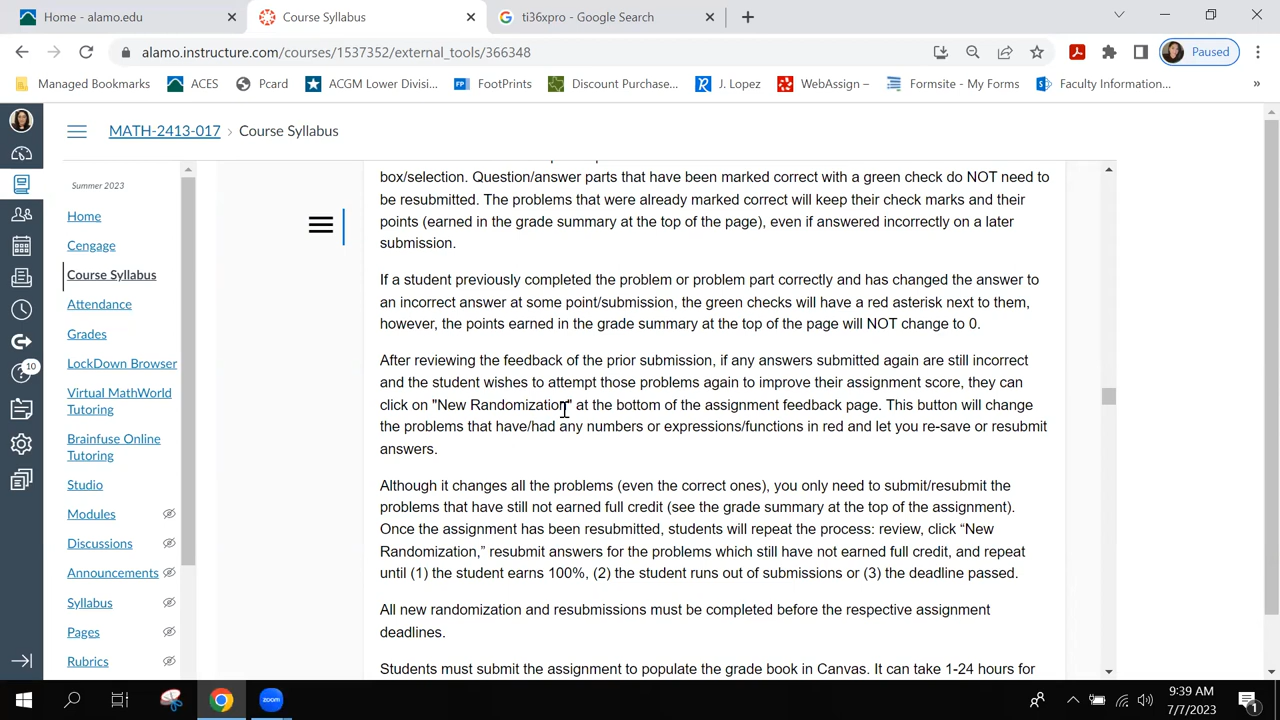 Home - alamo.edu
Course Syllabus
ti36xpro - Google Search
alamo.instructure.com/courses/1537352/external_tools/366348
Paused
Managed Bookmarks
ACES
Pcard
ACGM Lower Divisi...
FootPrints
Discount Purchase...
J. Lopez
WebAssign –
Formsite - My Forms
Faculty Information...
»
MATH-2413-017 › Course Syllabus
Summer 2023
Home
Cengage
Course Syllabus
Attendance
Grades
LockDown Browser
Virtual MathWorld
Tutoring
Brainfuse Online
Tutoring
Studio
Modules
Discussions
Announcements
Syllabus
Pages
Rubrics
10
box/selection. Question/answer parts that have been marked correct with a green check do NOT need to
be resubmitted. The problems that were already marked correct will keep their check marks and their
points (earned in the grade summary at the top of the page), even if answered incorrectly on a later
submission.
If a student previously completed the problem or problem part correctly and has changed the answer to
an incorrect answer at some point/submission, the green checks will have a red asterisk next to them,
however, the points earned in the grade summary at the top of the page will NOT change to 0.
After reviewing the feedback of the prior submission, if any answers submitted again are still incorrect
and the student wishes to attempt those problems again to improve their assignment score, they can
click on "New Randomization" at the bottom of the assignment feedback page. This button will change
the problems that have/had any numbers or expressions/functions in red and let you re-save or resubmit
answers.
Although it changes all the problems (even the correct ones), you only need to submit/resubmit the
problems that have still not earned full credit (see the grade summary at the top of the assignment).
Once the assignment has been resubmitted, students will repeat the process: review, click “New
Randomization,” resubmit answers for the problems which still have not earned full credit, and repeat
until (1) the student earns 100%, (2) the student runs out of submissions or (3) the deadline passed.
All new randomization and resubmissions must be completed before the respective assignment
deadlines.
Students must submit the assignment to populate the grade book in Canvas. It can take 1-24 hours for
zoom
9:39 AM
7/7/2023
1